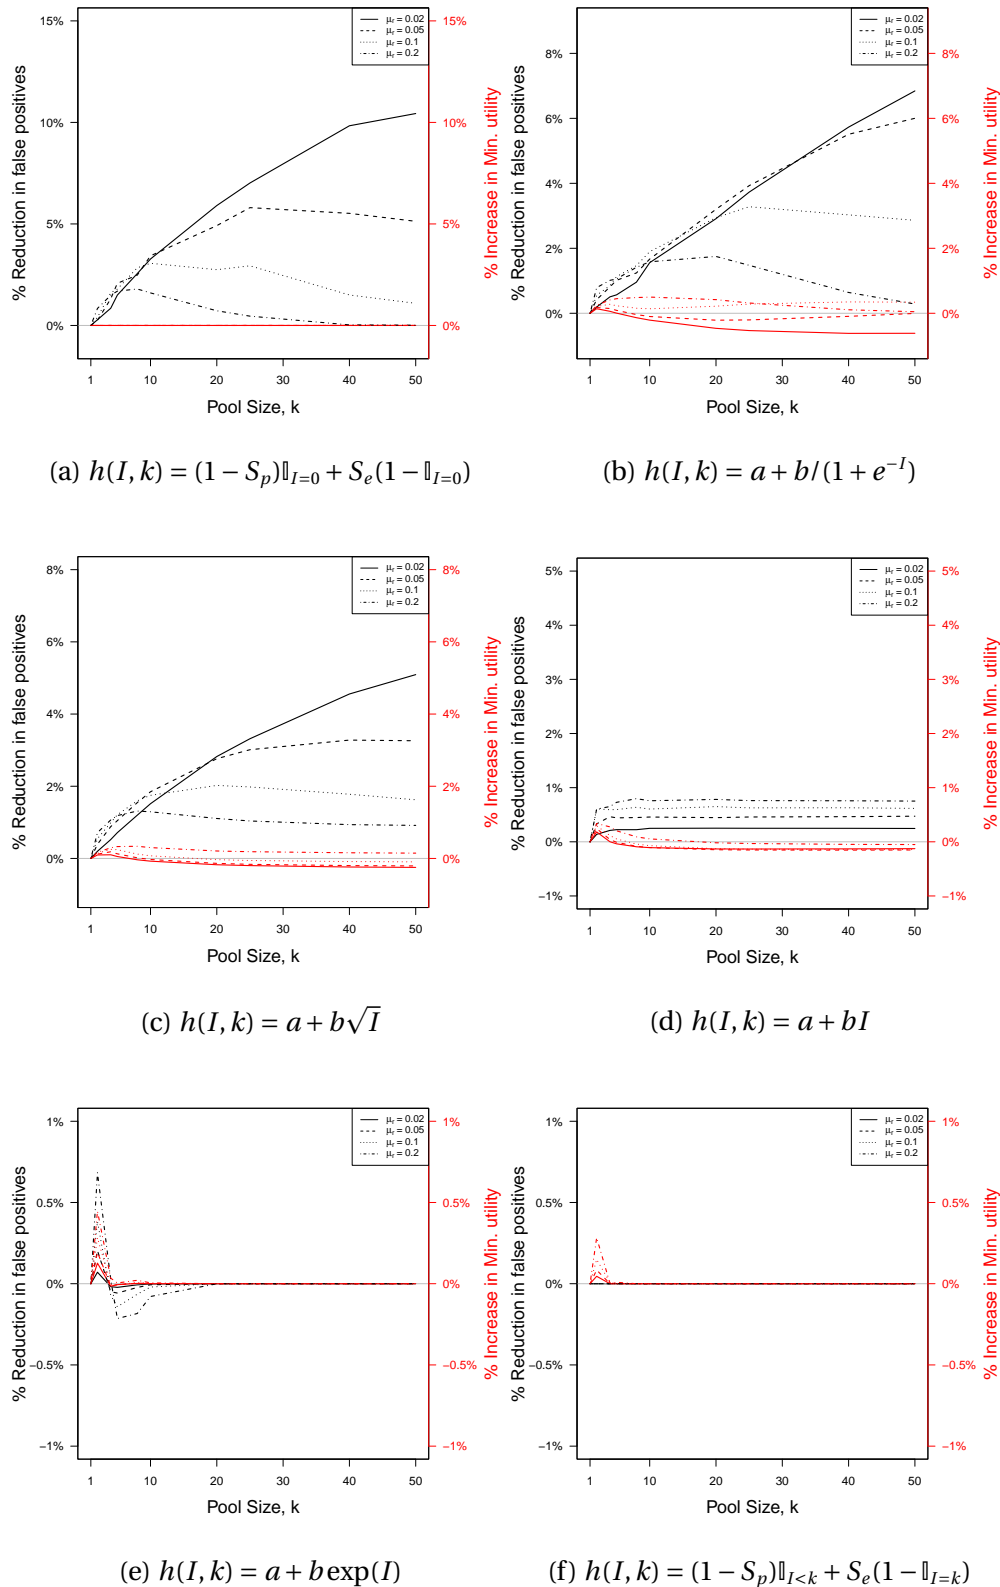 15%
10%
5%
0%
% Reduction in false positives
1 10 20 30 40 50
Pool Size, k
15%
10%
5%
0%
% Increase in Min. utility
μr = 0.02
μr = 0.05
μr = 0.1
μr = 0.2
(a) h(I, k) = (1 − Sp)𝕀I=0 + Se(1 − 𝕀I=0)
8%
6%
4%
2%
0%
% Reduction in false positives
1 10 20 30 40 50
Pool Size, k
8%
6%
4%
2%
0%
% Increase in Min. utility
μr = 0.02
μr = 0.05
μr = 0.1
μr = 0.2
(b) h(I, k) = a + b/(1 + e−I)
8%
6%
4%
2%
0%
% Reduction in false positives
1 10 20 30 40 50
Pool Size, k
8%
6%
4%
2%
0%
% Increase in Min. utility
μr = 0.02
μr = 0.05
μr = 0.1
μr = 0.2
(c) h(I, k) = a + b√I
5%
4%
3%
2%
1%
0%
−1%
% Reduction in false positives
1 10 20 30 40 50
Pool Size, k
5%
4%
3%
2%
1%
0%
−1%
% Increase in Min. utility
μr = 0.02
μr = 0.05
μr = 0.1
μr = 0.2
(d) h(I, k) = a + bI
1%
0.5%
0%
−0.5%
−1%
% Reduction in false positives
1 10 20 30 40 50
Pool Size, k
1%
0.5%
0%
−0.5%
−1%
% Increase in Min. utility
μr = 0.02
μr = 0.05
μr = 0.1
μr = 0.2
(e) h(I, k) = a + b exp(I)
1%
0.5%
0%
−0.5%
−1%
% Reduction in false positives
1 10 20 30 40 50
Pool Size, k
1%
0.5%
0%
−0.5%
−1%
% Increase in Min. utility
μr = 0.02
μr = 0.05
μr = 0.1
μr = 0.2
(f) h(I, k) = (1 − Sp)𝕀I<k + Se(1 − 𝕀I=k)